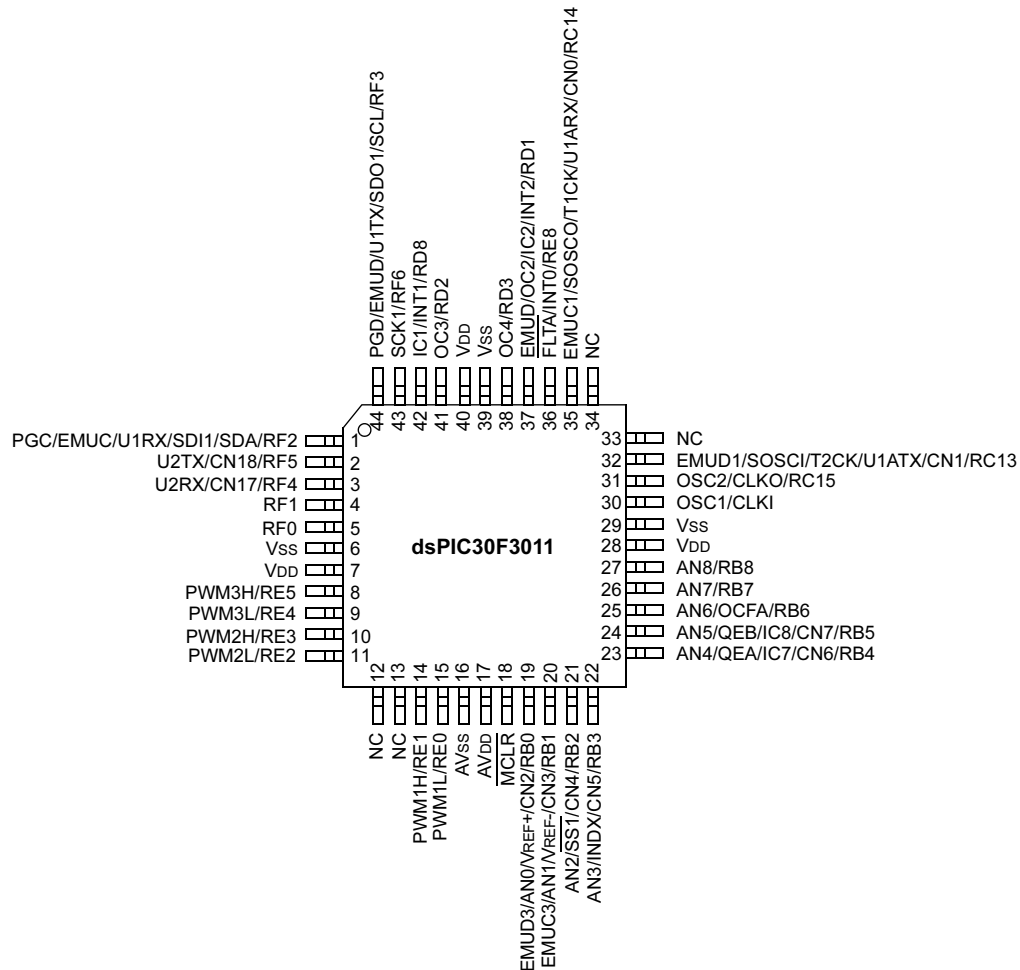 PGD/EMUD/U1TX/SDO1/SCL/RF3
SCK1/RF6
IC1/INT1/RD8
OC3/RD2
VDD
VSS
OC4/RD3
EMUD/OC2/IC2/INT2/RD1
FLTA/INT0/RE8
EMUC1/SOSCO/T1CK/U1ARX/CN0/RC14
NC
44
43
42
41
40
39
38
37
36
35
34
PGC/EMUC/U1RX/SDI1/SDA/RF2 1
U2TX/CN18/RF5 2
U2RX/CN17/RF4 3
RF1 4
RF0 5
VSS 6
VDD 7
PWM3H/RE5 8
PWM3L/RE4 9
PWM2H/RE3 10
PWM2L/RE2 11
dsPIC30F3011
33 NC
32 EMUD1/SOSCI/T2CK/U1ATX/CN1/RC13
31 OSC2/CLKO/RC15
30 OSC1/CLKI
29 VSS
28 VDD
27 AN8/RB8
26 AN7/RB7
25 AN6/OCFA/RB6
24 AN5/QEB/IC8/CN7/RB5
23 AN4/QEA/IC7/CN6/RB4
12
13
14
15
16
17
18
19
20
21
22
NC
NC
PWM1H/RE1
PWM1L/RE0
AVSS
AVDD
MCLR
EMUD3/AN0/VREF+/CN2/RB0
EMUC3/AN1/VREF-/CN3/RB1
AN2/SS1/CN4/RB2
AN3/INDX/CN5/RB3